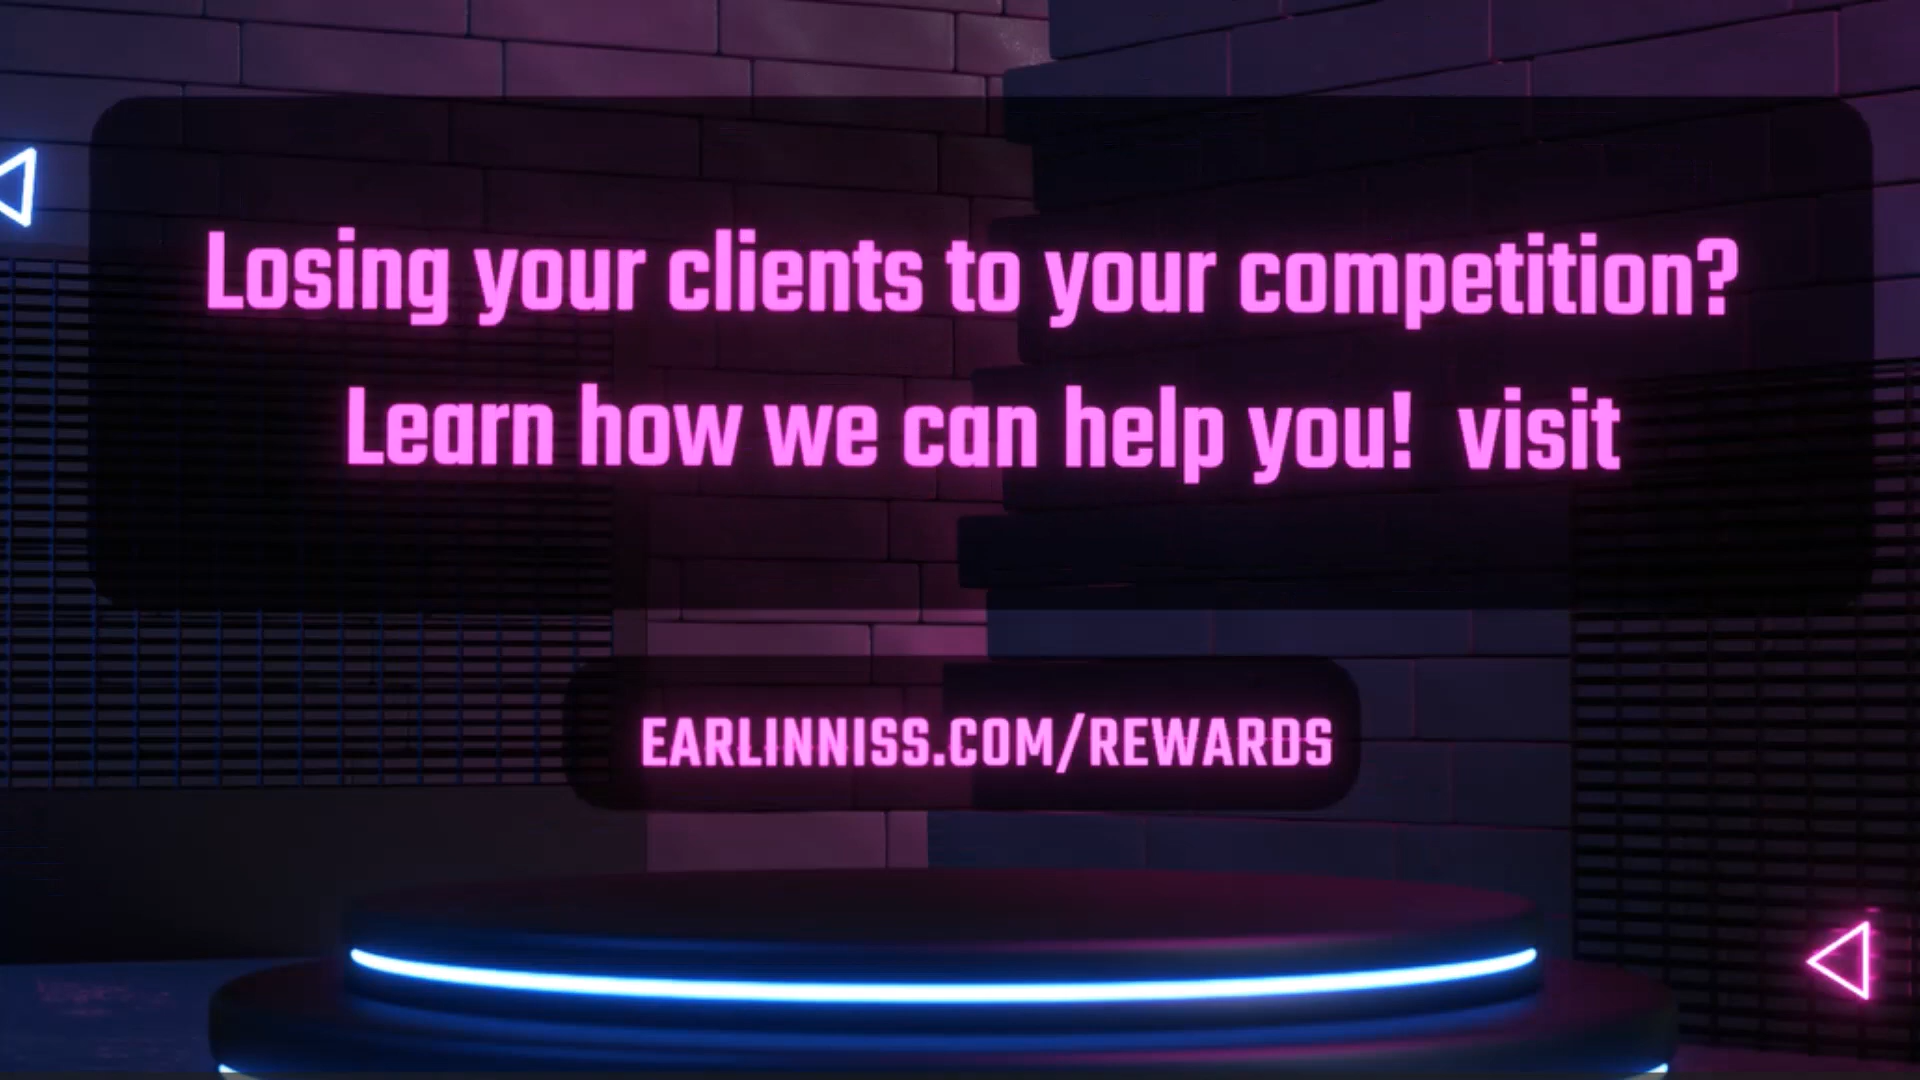 Losing your clients to your competition?
Learn how we can help you!  visit
EARLINNISS.COM/REWARDS